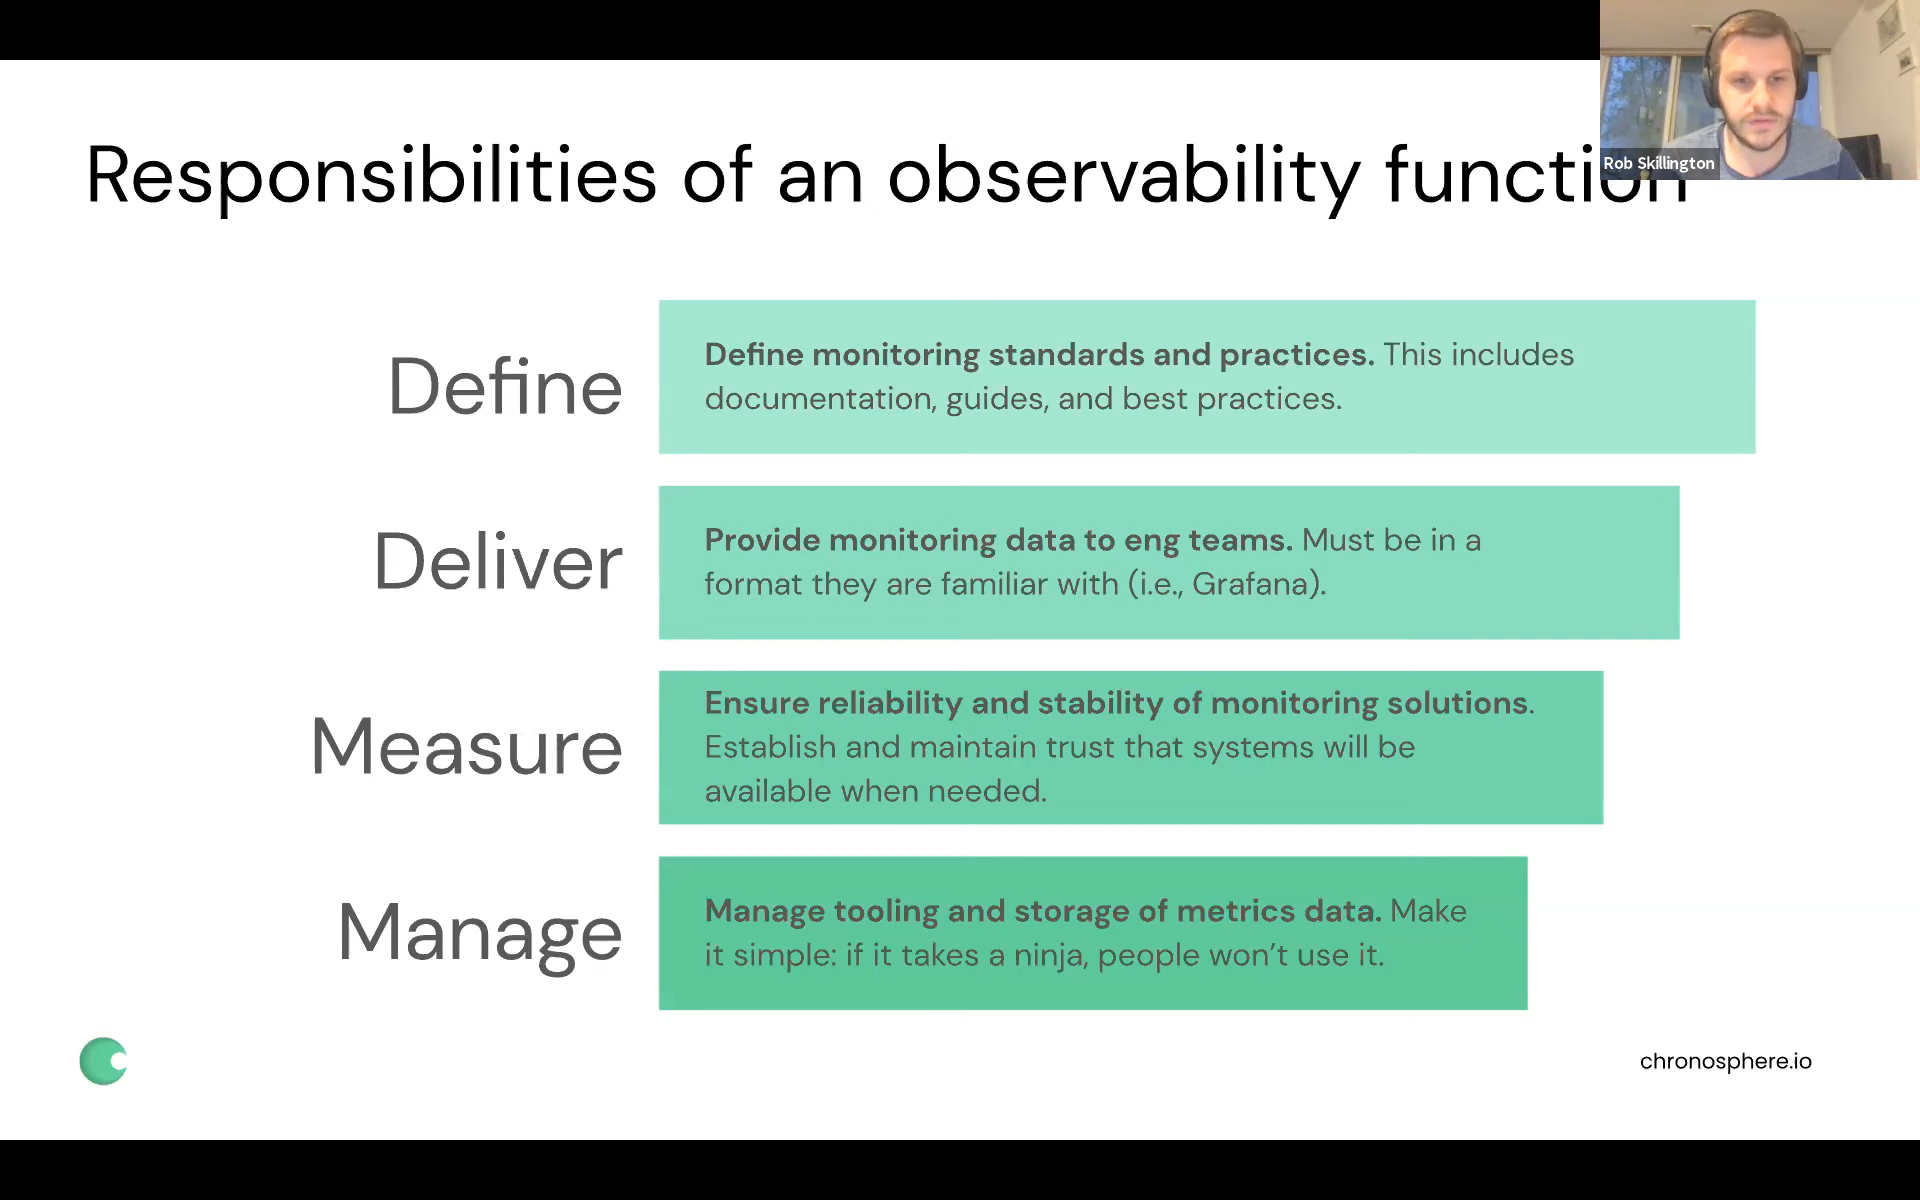 Rob Skillington
Responsibilities of an observability function
Define
Define monitoring standards and practices. This includes
documentation, guides, and best practices.
Deliver
Provide monitoring data to eng teams. Must be in a
format they are familiar with (i.e., Grafana).
Measure
Ensure reliability and stability of monitoring solutions.
Establish and maintain trust that systems will be
available when needed.
Manage
Manage tooling and storage of metrics data. Make
it simple: if it takes a ninja, people won’t use it.
chronosphere.io